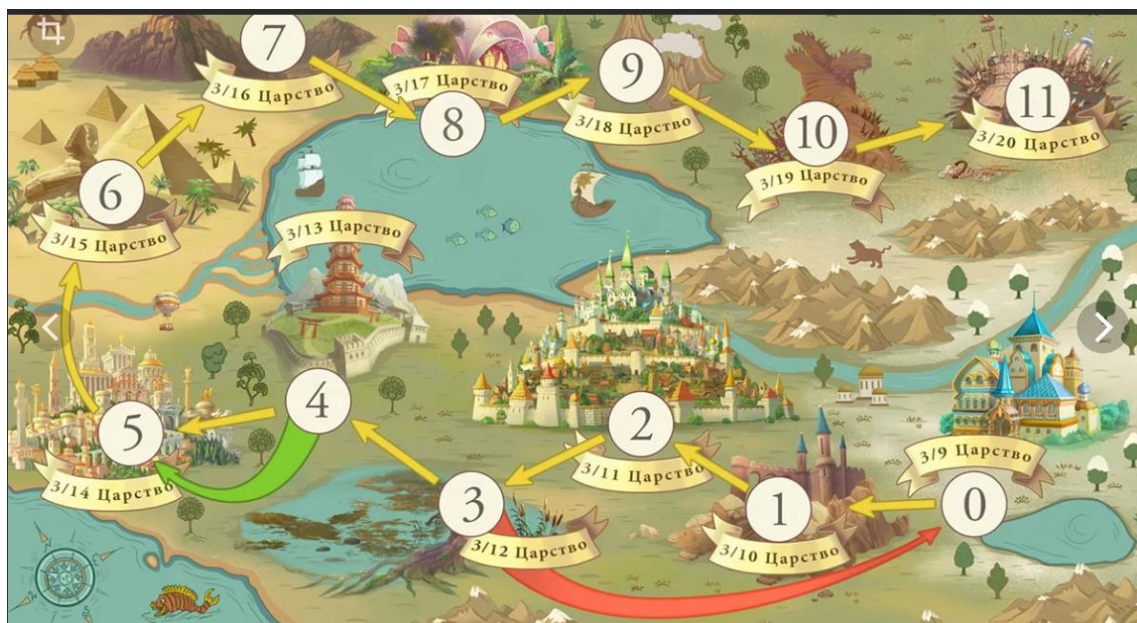 7
3/16 Царство
3/17 Царство
8
9
3/18 Царство
10
3/19 Царство
11
3/20 Царство
6
3/15 Царство
3/13 Царство
4
5
3/14 Царство
2
3/11 Царство
3
3/12 Царство
1
3/10 Царство
3/9 Царство
0